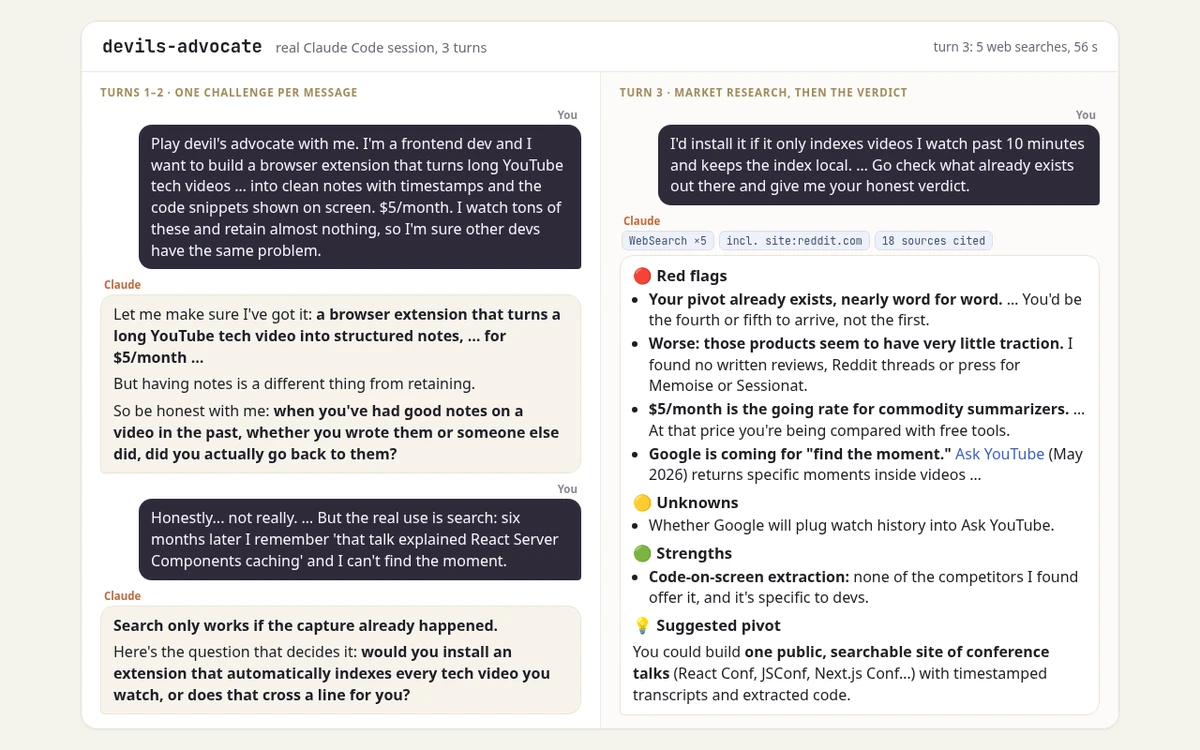 devils-advocate real Claude Code session, 3 turns
turn 3: 5 web searches, 56 s
TURNS 1–2 · ONE CHALLENGE PER MESSAGE
You
Play devil's advocate with me. I'm a frontend dev and I
want to build a browser extension that turns long YouTube
tech videos ... into clean notes with timestamps and the
code snippets shown on screen. $5/month. I watch tons of
these and retain almost nothing, so I'm sure other devs
have the same problem.
Claude
Let me make sure I've got it: a browser extension that turns a
long YouTube tech video into structured notes, ... for
$5/month ...
But having notes is a different thing from retaining.
So be honest with me: when you've had good notes on a
video in the past, whether you wrote them or someone else
did, did you actually go back to them?
You
Honestly... not really. ... But the real use is search: six
months later I remember 'that talk explained React Server
Components caching' and I can't find the moment.
Claude
Search only works if the capture already happened.
Here's the question that decides it: would you install an
extension that automatically indexes every tech video you
watch, or does that cross a line for you?
TURN 3 · MARKET RESEARCH, THEN THE VERDICT
You
I'd install it if it only indexes videos I watch past 10 minutes
and keeps the index local. ... Go check what already exists
out there and give me your honest verdict.
Claude
WebSearch ×5 incl. site:reddit.com 18 sources cited
🔴 Red flags
• Your pivot already exists, nearly word for word. ... You'd be
the fourth or fifth to arrive, not the first.
• Worse: those products seem to have very little traction. I
found no written reviews, Reddit threads or press for
Memoise or Sessionat.
• $5/month is the going rate for commodity summarizers. ...
At that price you're being compared with free tools.
• Google is coming for "find the moment." Ask YouTube (May
2026) returns specific moments inside videos ...
🟡 Unknowns
• Whether Google will plug watch history into Ask YouTube.
🟢 Strengths
• Code-on-screen extraction: none of the competitors I found
offer it, and it's specific to devs.
💡 Suggested pivot
You could build one public, searchable site of conference
talks (React Conf, JSConf, Next.js Conf...) with timestamped
transcripts and extracted code.